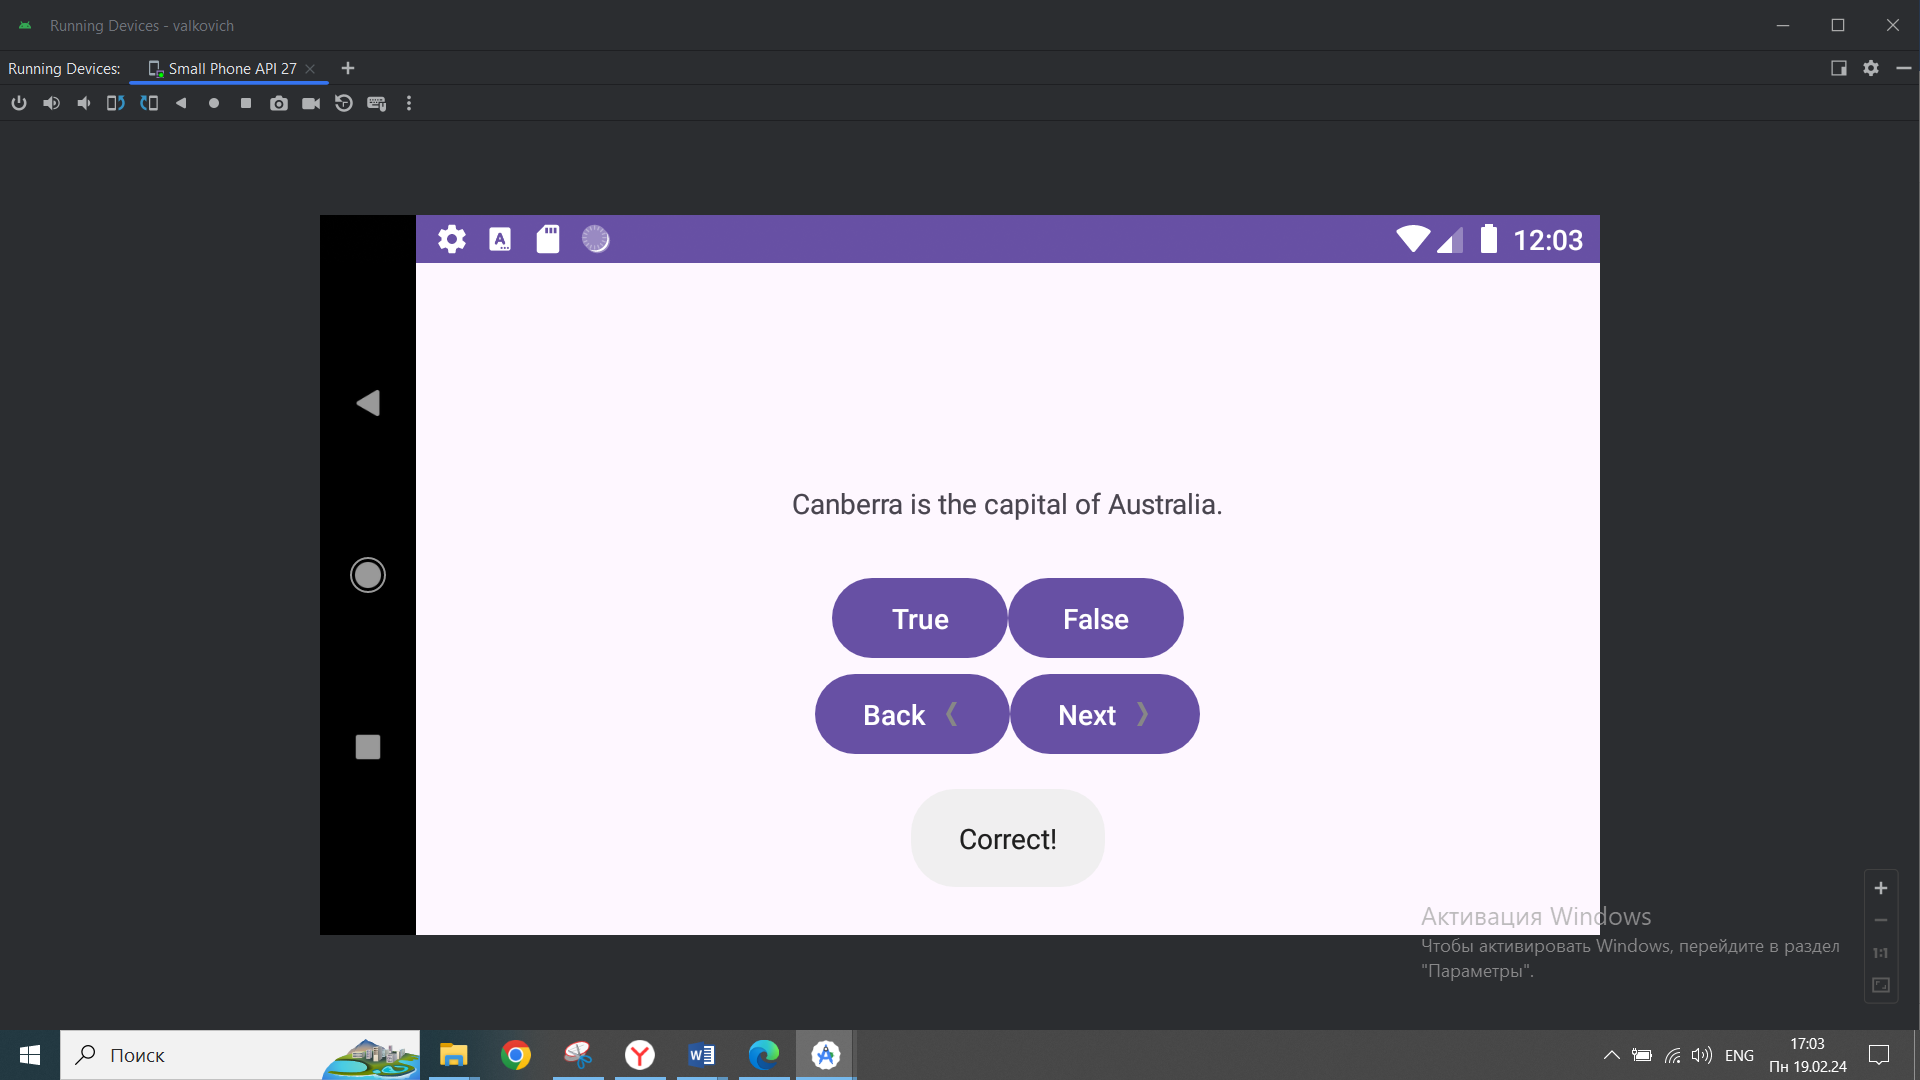 Running Devices - valkovich
Running Devices: Small Phone API 27
12:03
Canberra is the capital of Australia.
True False
Back Next
Correct!
Активация Windows
Чтобы активировать Windows, перейдите в раздел
"Параметры".
1:1
Поиск
ENG
17:03
Пн 19.02.24